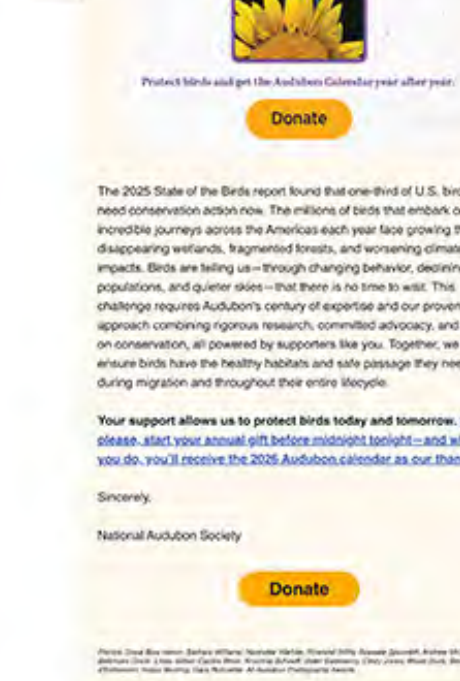 Protect birds and get the Audubon Calendar year after year.
Donate
The 2025 State of the Birds report found that one-third of U.S. bird
need conservation action now. The millions of birds that embark o
incredible journeys across the Americas each year face growing th
disappearing wetlands, fragmented forests, and worsening climate
impacts. Birds are telling us—through changing behavior, declining
populations, and quieter skies—that there is no time to wait. This
challenge requires Audubon's century of expertise and our proven
approach combining rigorous research, committed advocacy, and
on conservation, all powered by supporters like you. Together, we
ensure birds have the healthy habitats and safe passage they nee
during migration and throughout their entire lifecycle.
Your support allows us to protect birds today and tomorrow.
please, start your annual gift before midnight tonight—and w
you do, you'll receive the 2026 Audubon calendar as our than
Sincerely,
National Audubon Society
Donate